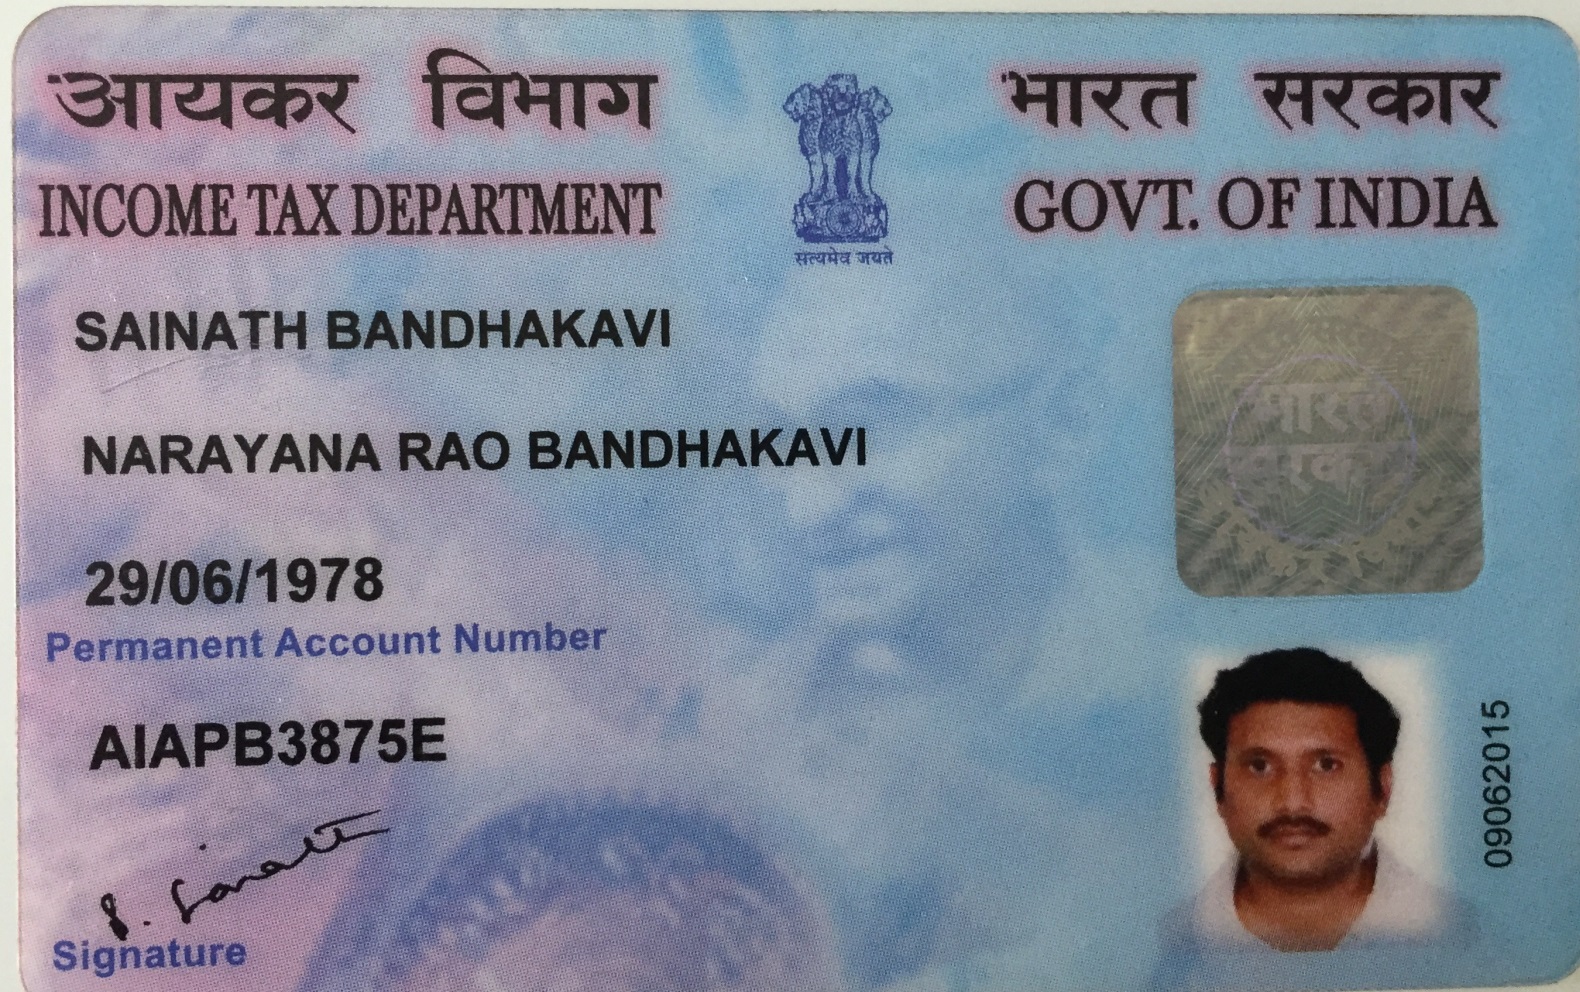 आयकर विभाग
भारत सरकार
INCOME TAX DEPARTMENT
GOVT. OF INDIA
सत्यमेव जयते
SAINATH BANDHAKAVI
NARAYANA RAO BANDHAKAVI
29/06/1978
Permanent Account Number
AIAPB3875E
भारत
सरकार
S. Sainath
Signature
09062015